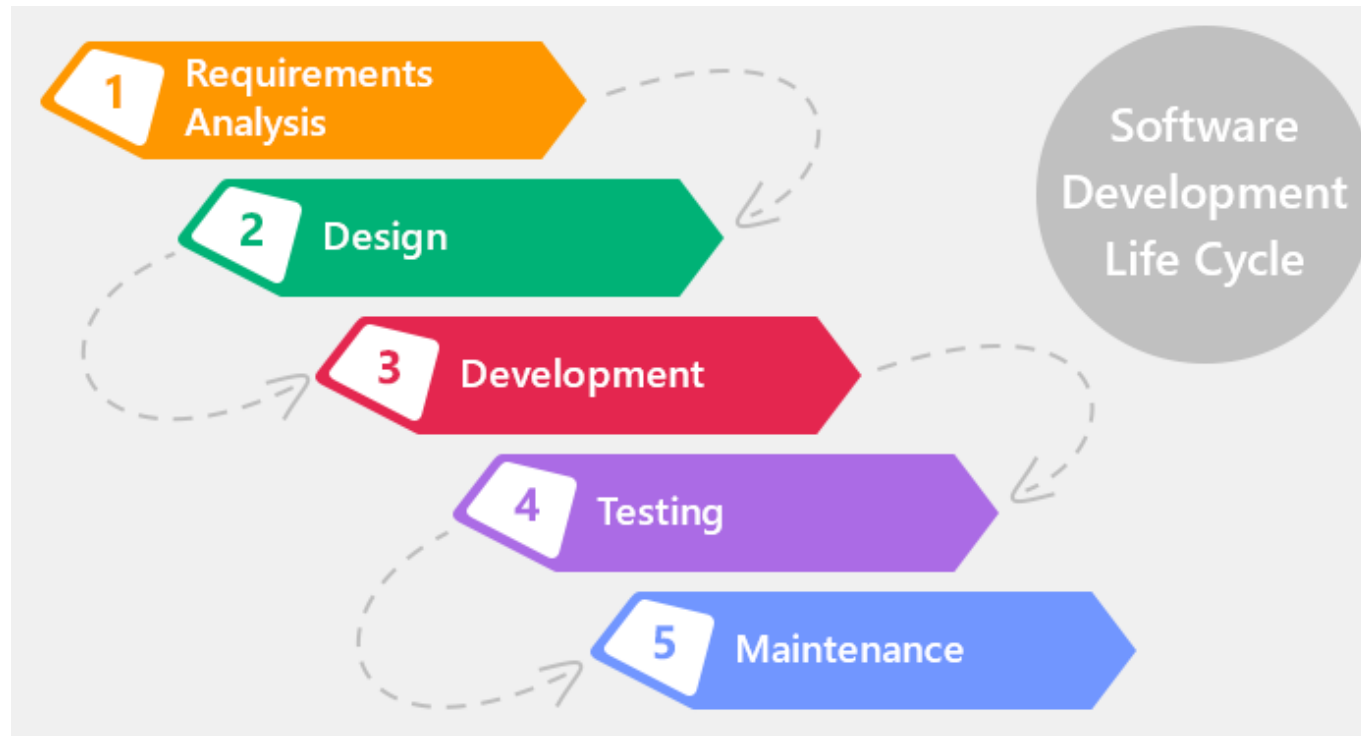 1
Requirements
Analysis
2
Design
3
Development
4
Testing
5
Maintenance
Software
Development
Life Cycle